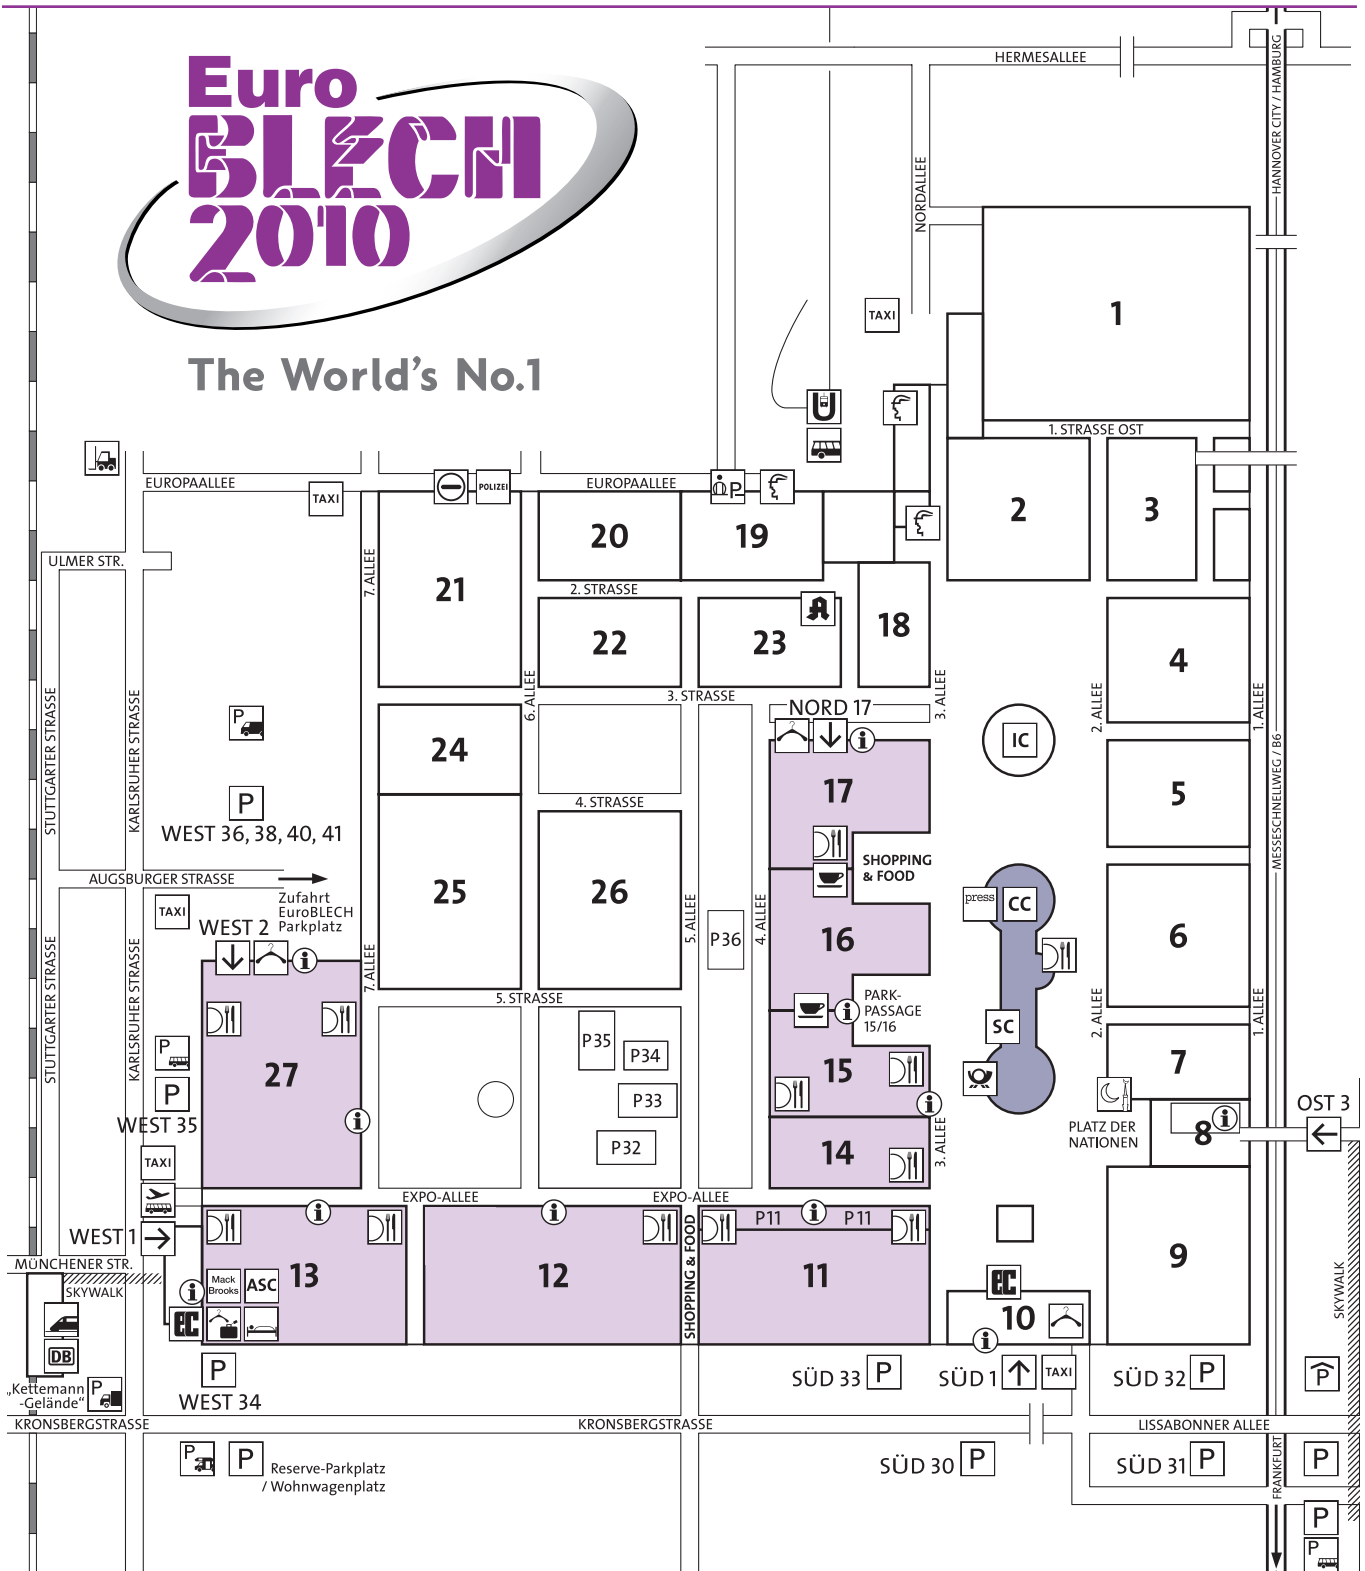 HERMESALLEE
HANNOVER CITY / HAMBURG
Euro
BLECH
2010
The World's No.1
NORDALLEE
1
TAXI
U
1. STRASSE OST
EUROPAALLEE
TAXI
POLIZEI
EUROPAALLEE
P
20
19
2
3
ULMER STR.
7. ALLEE
21
2. STRASSE
22
23
A
18
4
STUTTGARTER STRASSE
KARLSRUHER STRASSE
6. ALLEE
3. STRASSE
3. ALLEE
2. ALLEE
1. ALLEE
NORD 17
i
P
24
IC
17
5
MESSESCHNELLWEG / B6
P
WEST 36, 38, 40, 41
4. STRASSE
SHOPPING
& FOOD
AUGSBURGER STRASSE
Zufahrt
EuroBLECH
Parkplatz
25
26
TAXI
WEST 2
i
5. ALLEE
P36
4. ALLEE
16
press
CC
6
STUTTGARTER STRASSE
KARLSRUHER STRASSE
7. ALLEE
5. STRASSE
i
PARK-
PASSAGE
15/16
SC
2. ALLEE
1. ALLEE
P
27
P35
P34
15
7
P
WEST 35
i
P33
i
PLATZ DER
NATIONEN
8
i
OST 3
TAXI
P32
14
3. ALLEE
EXPO-ALLEE
EXPO-ALLEE
i
i
P11
i
P11
WEST 1
MÜNCHENER STR.
SKYWALK
i
Mack
Brooks
ASC
13
12
SHOPPING & FOOD
11
9
SKYWALK
ec
ec
10
i
DB
P
WEST 34
SÜD 33
P
SÜD 1
TAXI
SÜD 32
P
P
„Kettemann
-Gelände“
P
KRONSBERGSTRASSE
KRONSBERGSTRASSE
LISSABONNER ALLEE
P
P
Reserve-Parkplatz
/ Wohnwagenplatz
SÜD 30
P
SÜD 31
P
FRANKFURT
P
P
P